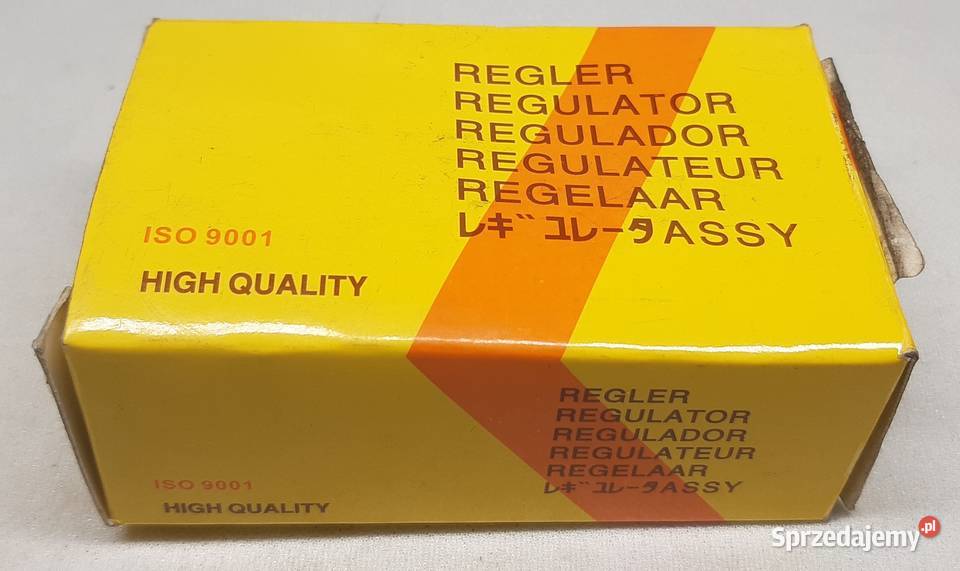 REGLER
REGULATOR
REGULADOR
REGULATEUR
REGELAAR
レギュレータASSY
ISO 9001
HIGH QUALITY
REGLER
REGULATOR
REGULADOR
REGULATEUR
REGELAAR
レギュレータASSY
ISO 9001
HIGH QUALITY
Sprzedajemy.pl